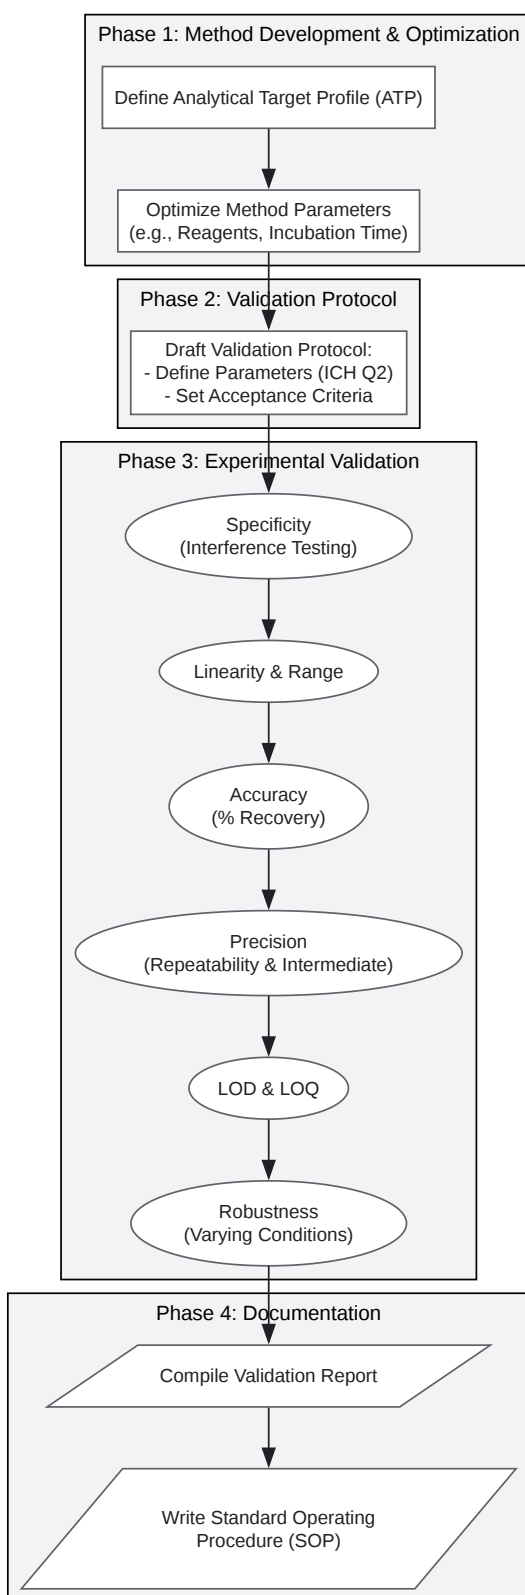 Phase 1: Method Development & Optimization
Define Analytical Target Profile (ATP)
Optimize Method Parameters
(e.g., Reagents, Incubation Time)
Phase 2: Validation Protocol
Draft Validation Protocol:
- Define Parameters (ICH Q2)
- Set Acceptance Criteria
Phase 3: Experimental Validation
Specificity
(Interference Testing)
Linearity & Range
Accuracy
(% Recovery)
Precision
(Repeatability & Intermediate)
LOD & LOQ
Robustness
(Varying Conditions)
Phase 4: Documentation
Compile Validation Report
Write Standard Operating
Procedure (SOP)